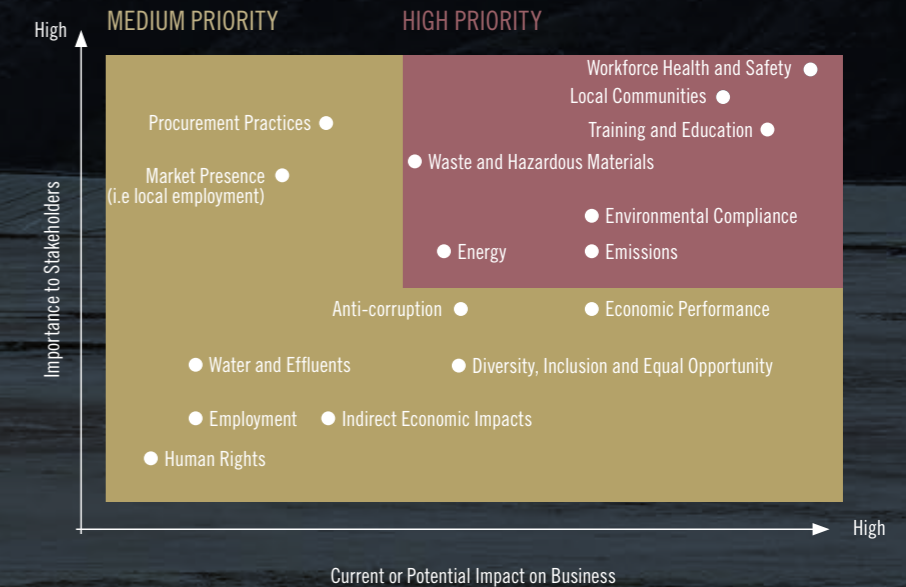 MEDIUM PRIORITY
HIGH PRIORITY
High
Workforce Health and Safety
Local Communities
Procurement Practices
Training and Education
Waste and Hazardous Materials
Market Presence
(i.e local employment)
Environmental Compliance
Energy
Emissions
Importance to Stakeholders
Anti-corruption
Economic Performance
Water and Effluents
Diversity, Inclusion and Equal Opportunity
Employment
Indirect Economic Impacts
Human Rights
High
Current or Potential Impact on Business